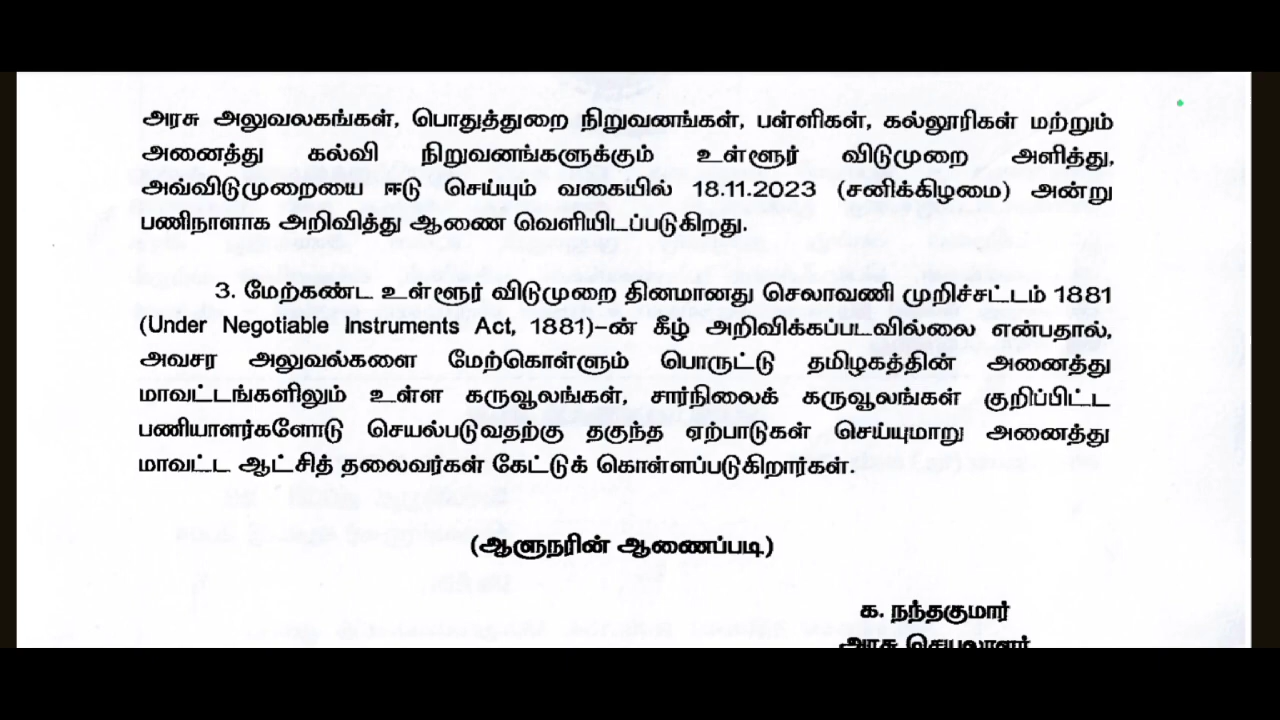 அரசு அலுவலகங்கள், பொதுத்துறை நிறுவனங்கள், பள்ளிகள், கல்லூரிகள் மற்றும்
அனைத்து கல்வி நிறுவனங்களுக்கும் உள்ளூர் விடுமுறை அளித்து,
அவ்விடுமுறையை ஈடு செய்யும் வகையில் 18.11.2023 (சனிக்கிழமை) அன்று
பணிநாளாக அறிவித்து ஆணை வெளியிடப்படுகிறது.
3. மேற்கண்ட உள்ளூர் விடுமுறை தினமானது செலாவணி முறிச்சட்டம் 1881
(Under Negotiable Instruments Act, 1881)-ன் கீழ் அறிவிக்கப்படவில்லை என்பதால்,
அவசர அலுவல்களை மேற்கொள்ளும் பொருட்டு தமிழகத்தின் அனைத்து
மாவட்டங்களிலும் உள்ள கருவூலங்கள், சார்நிலைக் கருவூலங்கள் குறிப்பிட்ட
பணியாளர்களோடு செயல்படுவதற்கு தகுந்த ஏற்பாடுகள் செய்யுமாறு அனைத்து
மாவட்ட ஆட்சித் தலைவர்கள் கேட்டுக் கொள்ளப்படுகிறார்கள்.
(ஆளுநரின் ஆணைப்படி)
க. நந்தகுமார்
அரசு செயலாளர்